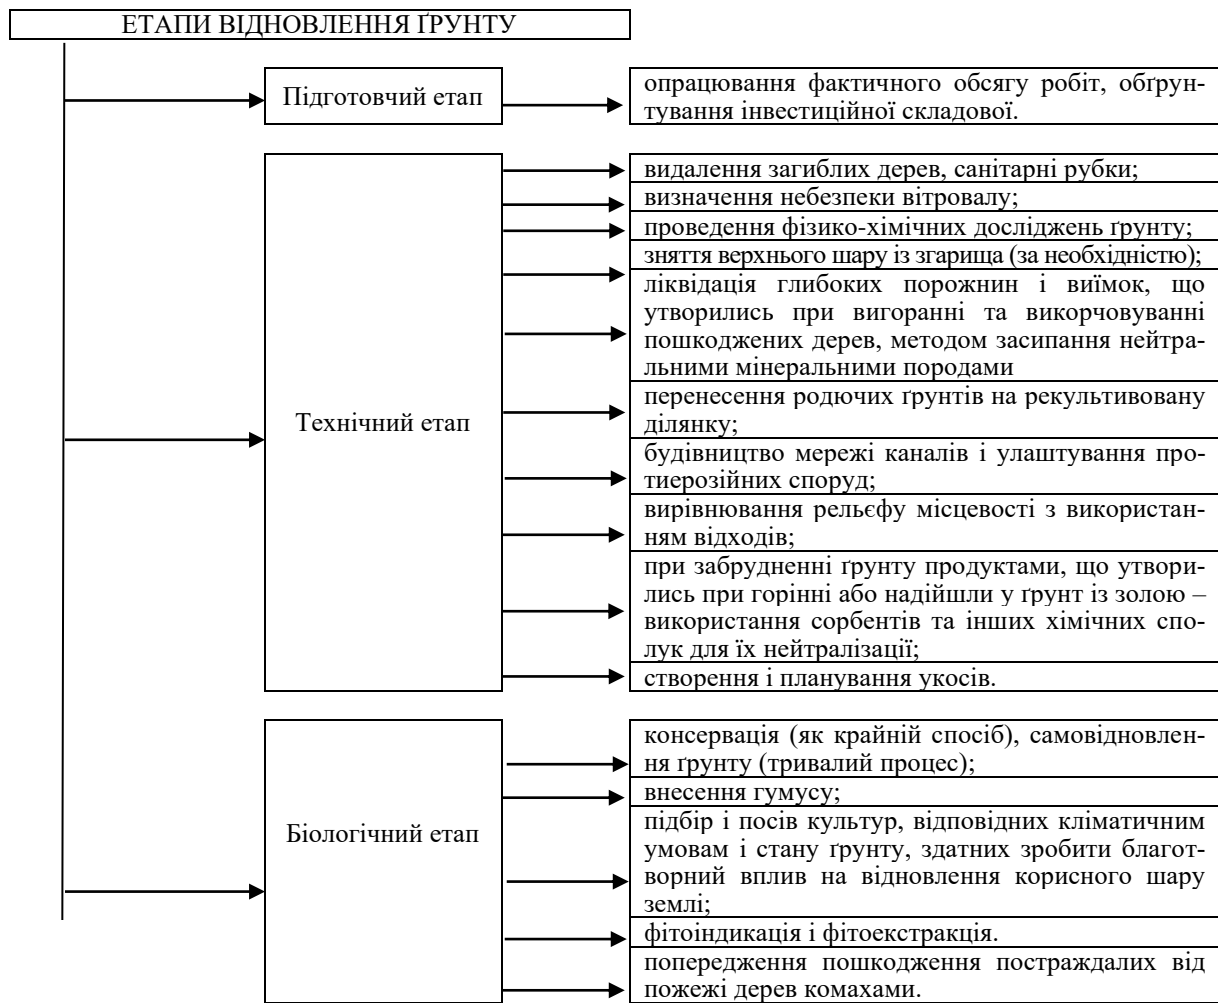 ЕТАПИ ВІДНОВЛЕННЯ ҐРУНТУ
Підготовчий етап
опрацювання фактичного обсягу робіт, обґрун-
тування інвестиційної складової.
Технічний етап
видалення загиблих дерев, санітарні рубки;
визначення небезпеки вітровалу;
проведення фізико-хімічних досліджень ґрунту;
зняття верхнього шару із згарища (за необхідністю);
ліквідація глибоких порожнин і виїмок, що
утворились при вигоранні та викорчовуванні
пошкоджених дерев, методом засипання нейтра-
льними мінеральними породами
перенесення родючих ґрунтів на рекультивовану
ділянку;
будівництво мережі каналів і улаштування про-
тиерозійних споруд;
вирівнювання рельєфу місцевості з використан-
ням відходів;
при забрудненні ґрунту продуктами, що утвори-
лись при горінні або надійшли у ґрунт із золою –
використання сорбентів та інших хімічних спо-
лук для їх нейтралізації;
створення і планування укосів.
Біологічний етап
консервація (як крайній спосіб), самовідновлен-
ня ґрунту (тривалий процес);
внесення гумусу;
підбір і посів культур, відповідних кліматичним
умовам і стану ґрунту, здатних зробити благот-
ворний вплив на відновлення корисного шару
землі;
фітоіндикація і фітоекстракція.
попередження пошкодження постраждалих від
пожежі дерев комахами.